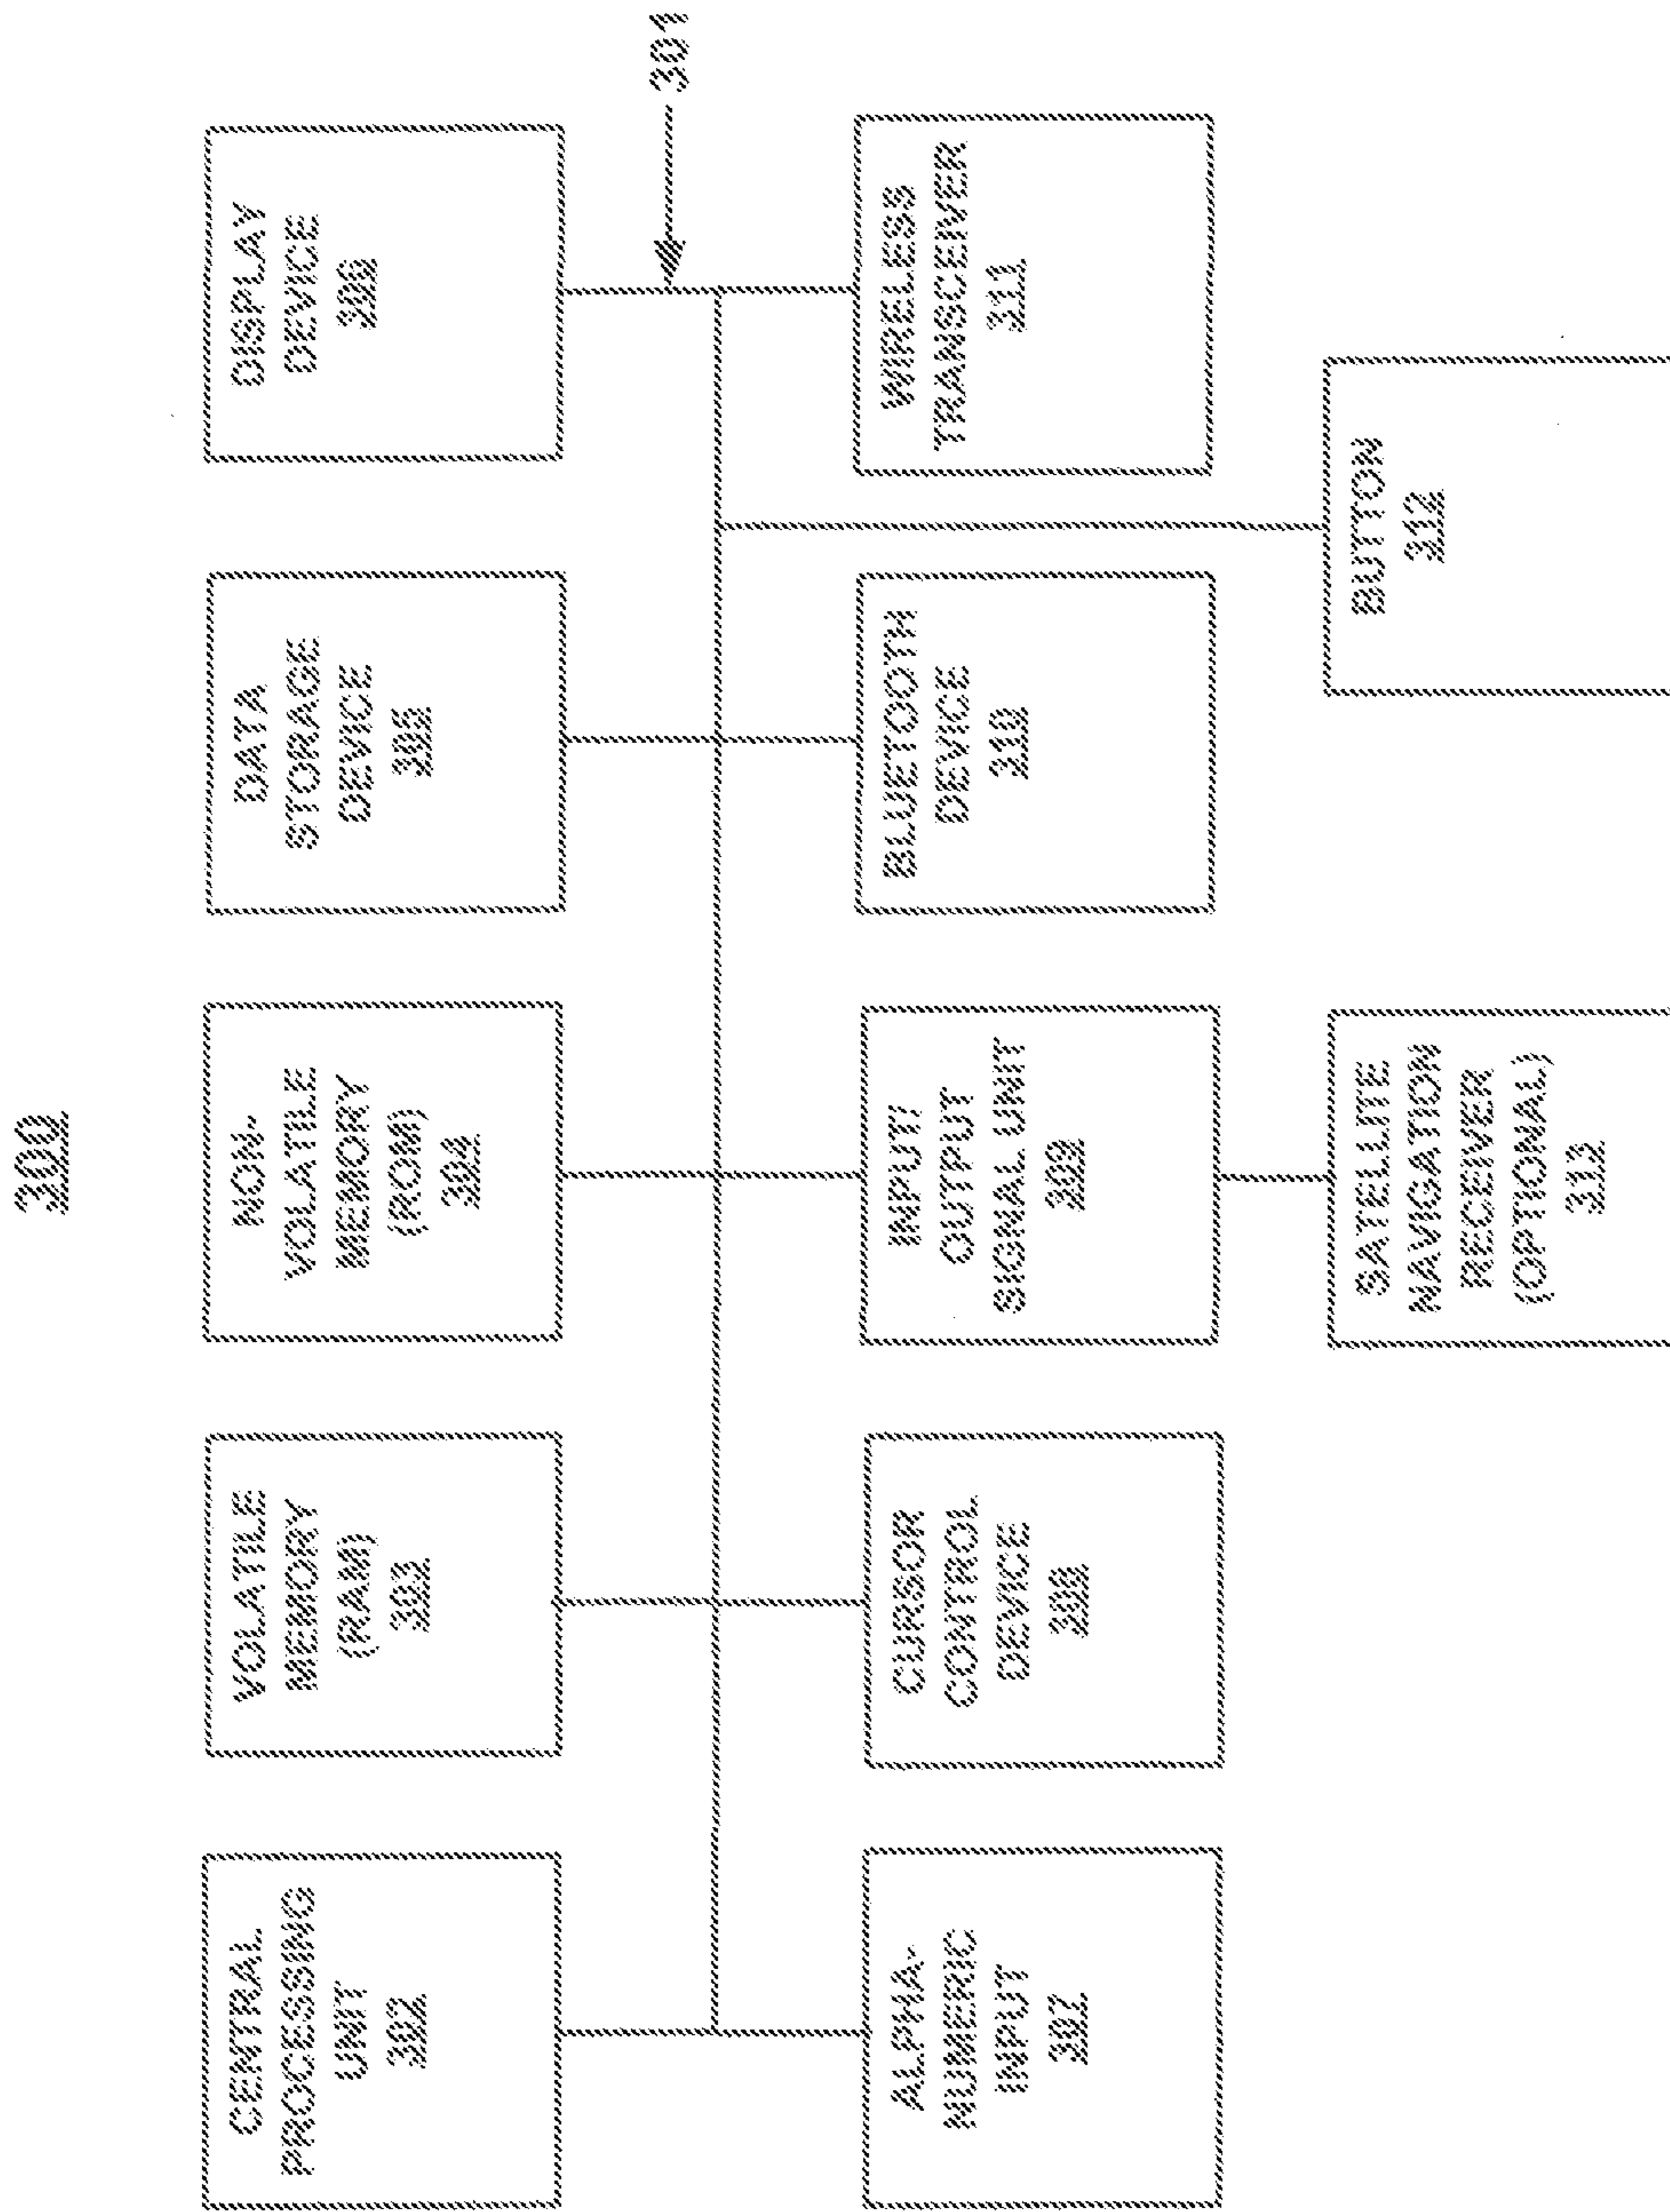 300
CENTRAL
PROCESSING
UNIT
302
VOLATILE
MEMORY
(RAM)
303
NON-
VOLATILE
MEMORY
(ROM)
304
DATA
STORAGE
DEVICE
305
DISPLAY
DEVICE
306
301
ALPHA-
NUMERIC
INPUT
307
CURSOR
CONTROL
DEVICE
308
INPUT/
OUTPUT
SIGNAL UNIT
309
BLUETOOTH
DEVICE
310
WIRELESS
TRANSCEIVER
311
SATELLITE
NAVIGATION
RECEIVER
(OPTIONAL)
313
BUTTON
312